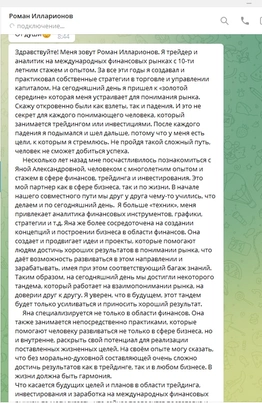 Роман Илларионов
подключение...
8:44
Здравствуйте! Меня зовут Роман Илларионов. Я трейдер и
аналитик на международных финансовых рынках с 10-ти
летним стажем и опытом. За все эти годы я создавал и
практиковал собственные стратегии в торговле и управлении
капиталом. На сегодняшний день я пришел к «золотой
середине» которая меня устраивает для понимания рынка.
Скажу откровенно были как взлеты, так и падения. И это не
секрет для каждого понимающего человека, который
занимается трейдингом или инвестициями. После каждого
падения я подымался и шел дальше, потому что у меня есть
цели, к которым я стремлюсь. Не пройдя такой сложный путь,
человек не сможет добиться успеха.
Несколько лет назад мне посчастливилось познакомиться с
Яной Александровной, человеком с многолетним опытом и
стажем в сфере финансов, трейдинга и инвестирования. Это
мой партнер как в сфере бизнеса, так и по жизни. В начале
нашего совместного пути мы друг у друга чему-то учились, что
делаем и по сегодняшний день. Я больше «техник», меня
привлекает аналитика финансовых инструментов, графики,
стратегии и т.д. Яна же более сосредоточена на создании
концепций и построении бизнеса в области финансов. Она
создает и продвигает идеи и проекты, которые помогают
людям достичь хороших результатов в понимании рынка, что
даёт возможность развиваться в этом направлении и
зарабатывать, имея при этом соответствующий багаж знаний.
Таким образом, на сегодняшний день мы достигли некоторого
тандема, который работает на взаимопонимании рынка, на
доверии друг к другу. Я уверен, что в будущем, этот тандем
будет только усиливаться и приносить хороший результат.
Яна специализируется не только в области финансов. Она
также занимается непосредственно практиками, которые
помогают человеку развиваться не только в сфере бизнеса, но
и внутренне, раскрыть свой потенциал для реализации
поставленных жизненных целей. На своём опыте могу сказать,
что без морально-духовной составляющей очень сложно
достичь результатов как в трейдинге, так и в любом бизнесе. В
жизни должна быть гармония.
Что касается будущих целей и планов в области трейдинга,
инвестирования и заработка на международных финансовых